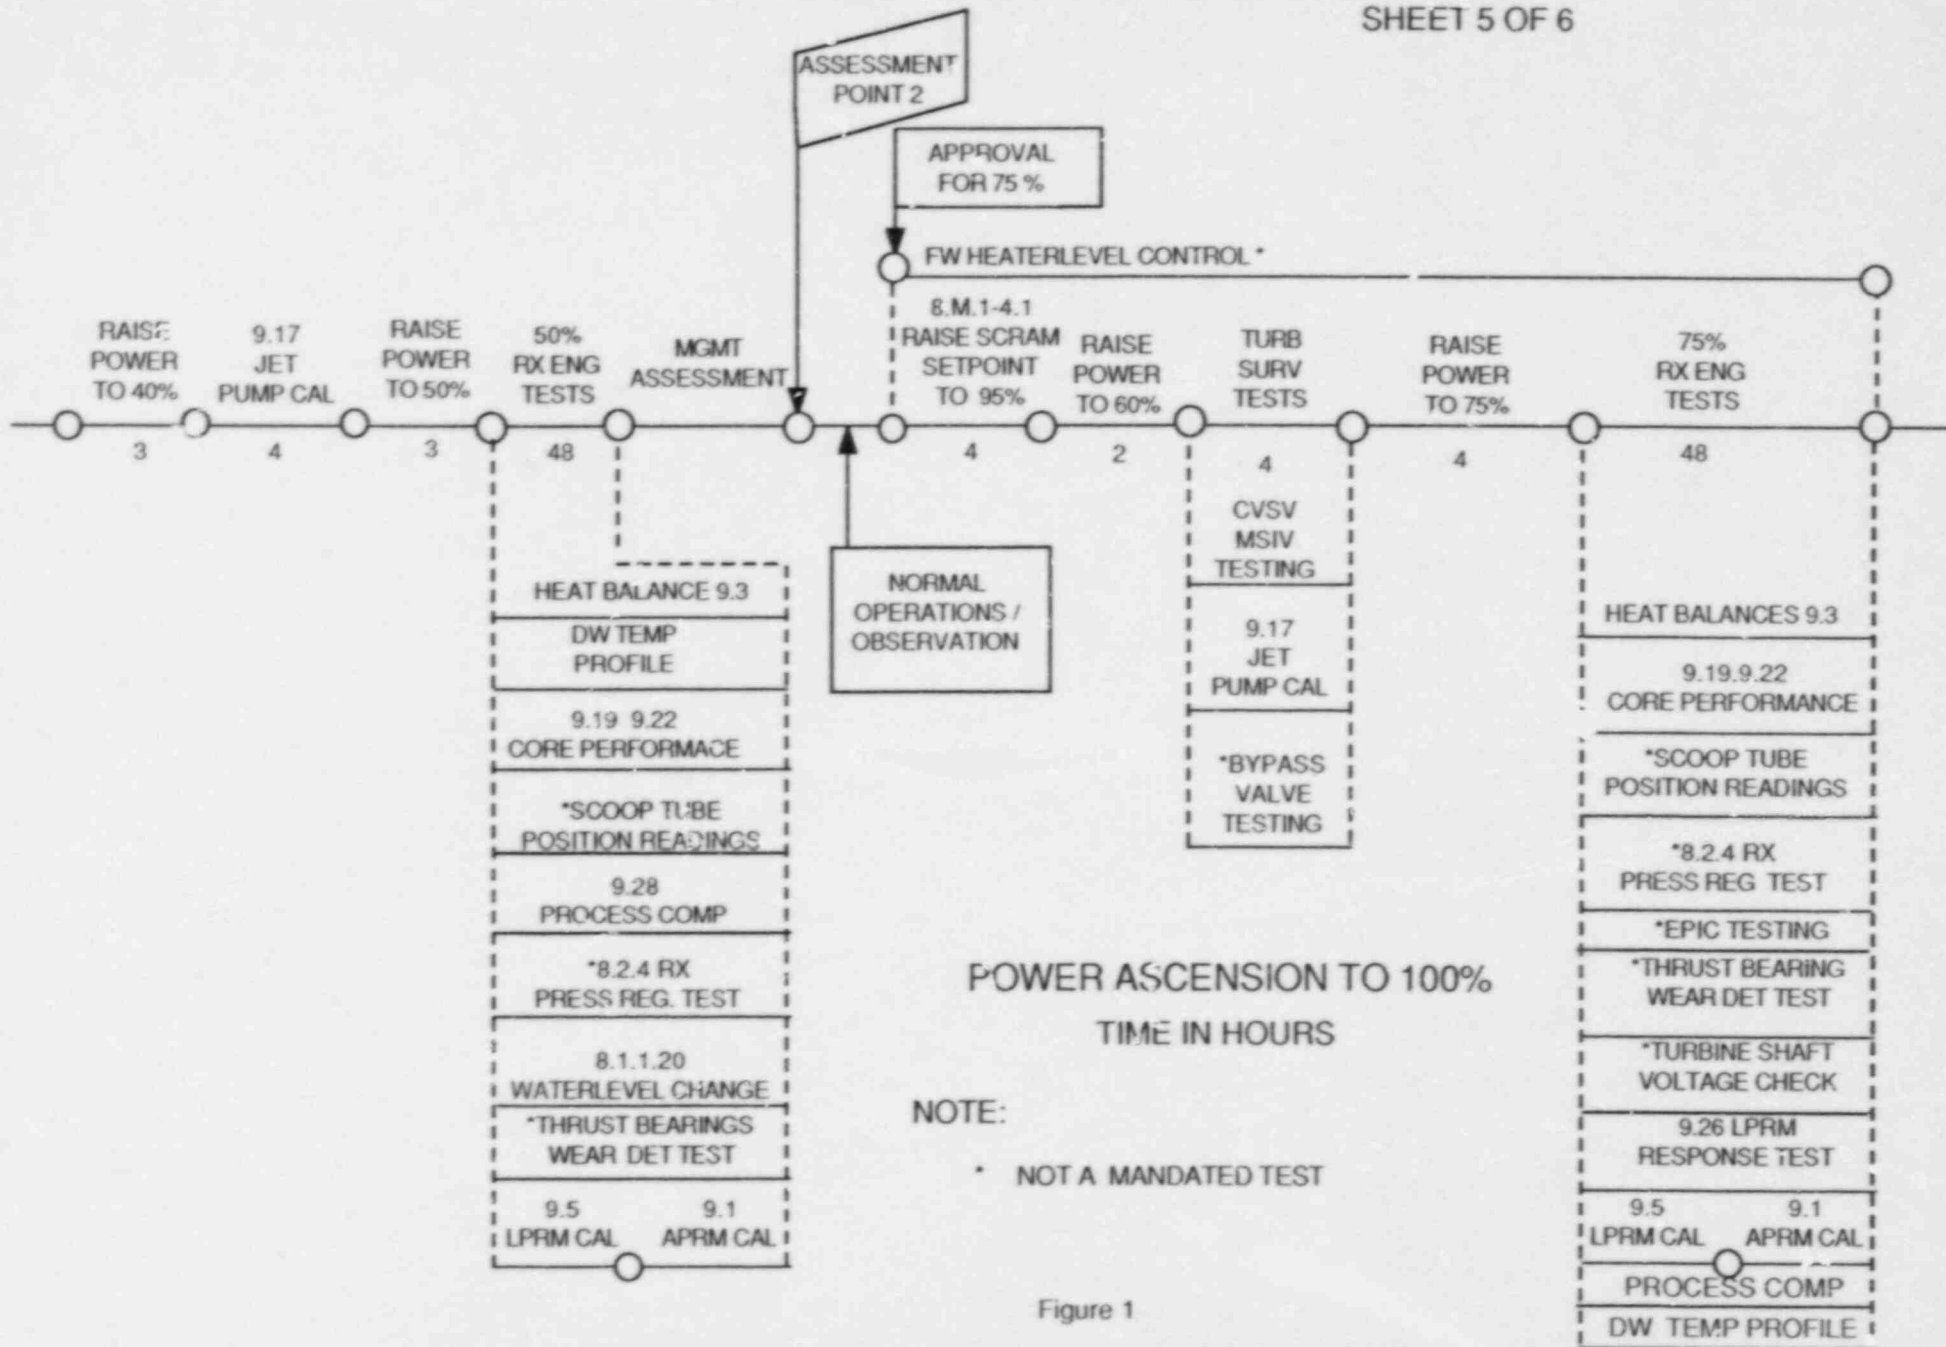 SHEET 5 OF 6
ASSESSMENT
POINT 2
APPROVAL
FOR 75 %
FW HEATERLEVEL CONTROL *
RAISE
POWER
TO 40%
3
9.17
JET
PUMP CAL
4
RAISE
POWER
TO 50%
3
50%
RX ENG
TESTS
48
MGMT
ASSESSMENT
8.M.1-4.1
RAISE SCRAM
SETPOINT
TO 95%
4
RAISE
POWER
TO 60%
2
TURB
SURV
TESTS
4
RAISE
POWER
TO 75%
4
75%
RX ENG
TESTS
48
HEAT BALANCE 9.3
DW TEMP
PROFILE
9.19 9.22
CORE PERFORMACE
*SCOOP TUBE
POSITION READINGS
9.28
PROCESS COMP
*8.2.4 RX
PRESS REG. TEST
8.1.1.20
WATERLEVEL CHANGE
*THRUST BEARINGS
WEAR DET TEST
9.5
LPRM CAL
9.1
APRM CAL
NORMAL
OPERATIONS /
OBSERVATION
CVSV
MSIV
TESTING
9.17
JET
PUMP CAL
*BYPASS
VALVE
TESTING
HEAT BALANCES 9.3
9.19.9.22
CORE PERFORMANCE
*SCOOP TUBE
POSITION READINGS
*8.2.4 RX
PRESS REG TEST
*EPIC TESTING
*THRUST BEARING
WEAR DET TEST
*TURBINE SHAFT
VOLTAGE CHECK
9.26 LPRM
RESPONSE TEST
9.5
LPRM CAL
9.1
APRM CAL
PROCESS COMP
DW TEMP PROFILE
POWER ASCENSION TO 100%
TIME IN HOURS
NOTE:
* NOT A MANDATED TEST
Figure 1